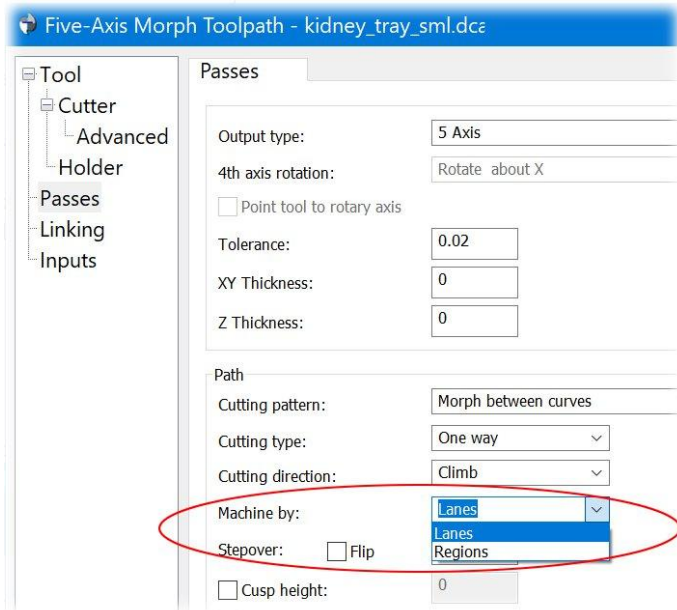 Five-Axis Morph Toolpath - kidney_tray_sml.dca
Tool
Cutter
Advanced
Holder
Passes
Linking
Inputs
Passes
Output type: 5 Axis
4th axis rotation: Rotate about X
Point tool to rotary axis
Tolerance: 0.02
XY Thickness: 0
Z Thickness: 0
Path
Cutting pattern: Morph between curves
Cutting type: One way
Cutting direction: Climb
Machine by: Lanes
Lanes
Stepover: Flip Regions
Cusp height: 0